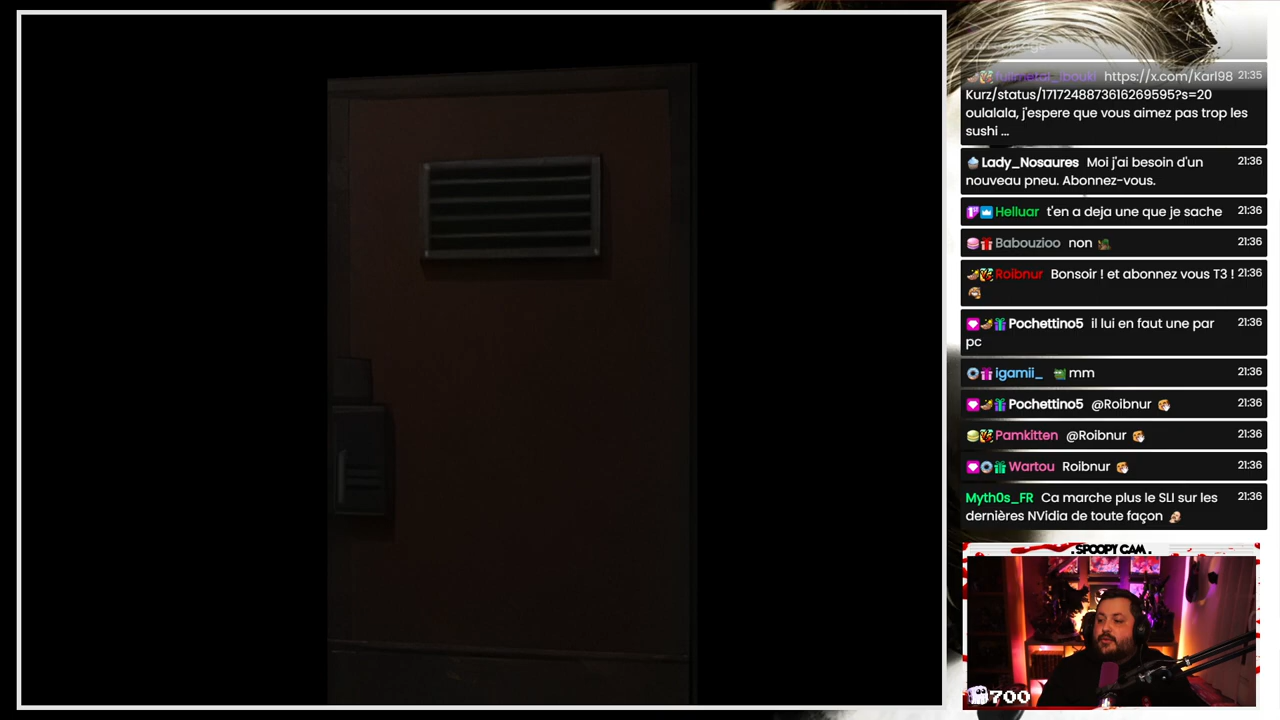 fullmetal_ibouki https://x.com/Karl98 21:35
Kurz/status/1717248873616269595?s=20
oulalala, j'espere que vous aimez pas trop les
sushi ...
Lady_Nosaures Moi j'ai besoin d'un 21:36
nouveau pneu. Abonnez-vous.
Helluar t'en a deja une que je sache 21:36
Babouzioo non 21:36
Roibnur Bonsoir ! et abonnez vous T3 ! 21:36
Pochettino5 il lui en faut une par 21:36
pc
igamii_ mm 21:36
Pochettino5 @Roibnur 21:36
Pamkitten @Roibnur 21:36
Wartou Roibnur 21:36
Myth0s_FR Ca marche plus le SLI sur les 21:36
dernières NVidia de toute façon
. SPOOPY CAM .
700